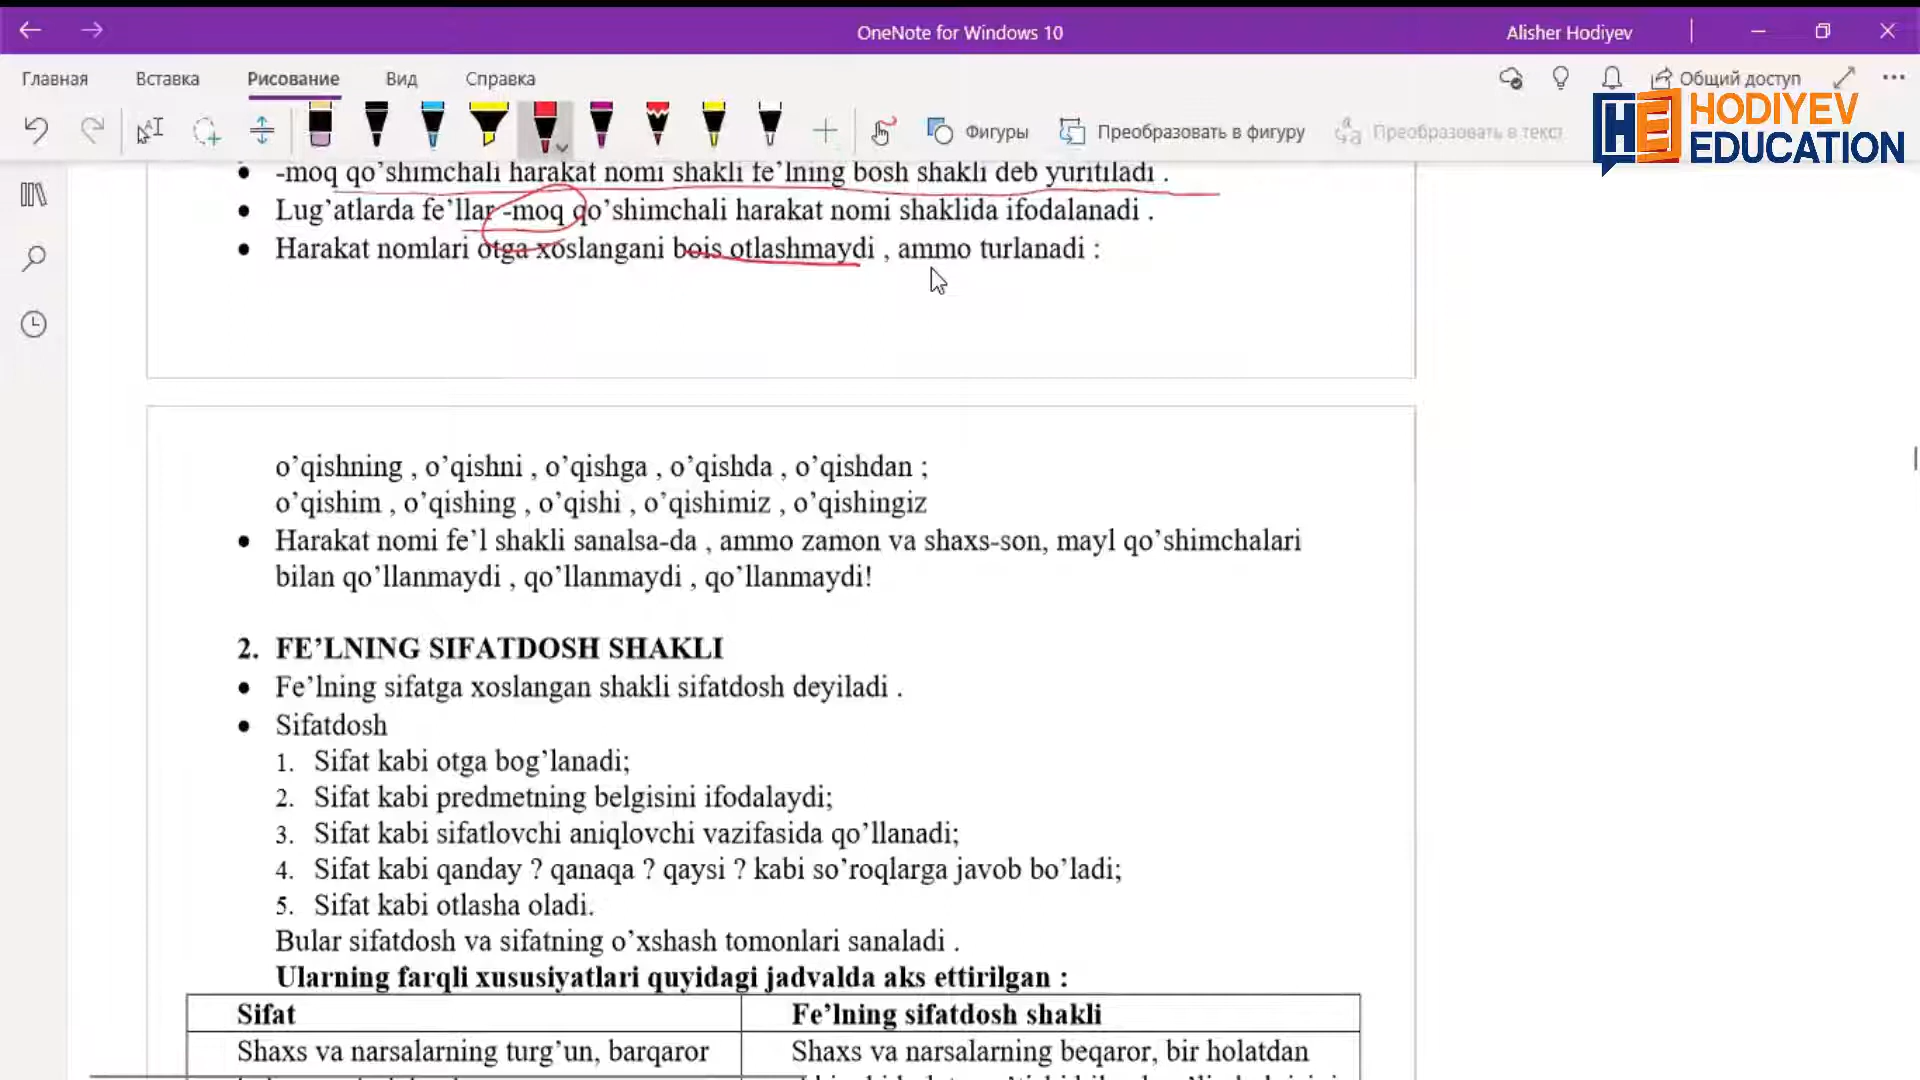 OneNote for Windows 10
Alisher Hodiyev
Главная Вставка Рисование Вид Справка
Общий доступ
Фигуры Преобразовать в фигуру Преобразовать в текст
HODIYEV
EDUCATION
• -moq qo’shimchali harakat nomi shakli fe’lning bosh shakli deb yuritiladi .
• Lug’atlarda fe’llar -moq qo’shimchali harakat nomi shaklida ifodalanadi .
• Harakat nomlari otga xoslangani bois otlashmaydi , ammo turlanadi :
o’qishning , o’qishni , o’qishga , o’qishda , o’qishdan ;
o’qishim , o’qishing , o’qishi , o’qishimiz , o’qishingiz
• Harakat nomi fe’l shakli sanalsa-da , ammo zamon va shaxs-son, mayl qo’shimchalari
bilan qo’llanmaydi , qo’llanmaydi , qo’llanmaydi!
2. FE’LNING SIFATDOSH SHAKLI
• Fe’lning sifatga xoslangan shakli sifatdosh deyiladi .
• Sifatdosh
1. Sifat kabi otga bog’lanadi;
2. Sifat kabi predmetning belgisini ifodalaydi;
3. Sifat kabi sifatlovchi aniqlovchi vazifasida qo’llanadi;
4. Sifat kabi qanday ? qanaqa ? qaysi ? kabi so’roqlarga javob bo’ladi;
5. Sifat kabi otlasha oladi.
Bular sifatdosh va sifatning o’xshash tomonlari sanaladi .
Ularning farqli xususiyatlari quyidagi jadvalda aks ettirilgan :
Sifat Fe’lning sifatdosh shakli
Shaxs va narsalarning turg’un, barqaror Shaxs va narsalarning beqaror, bir holatdan